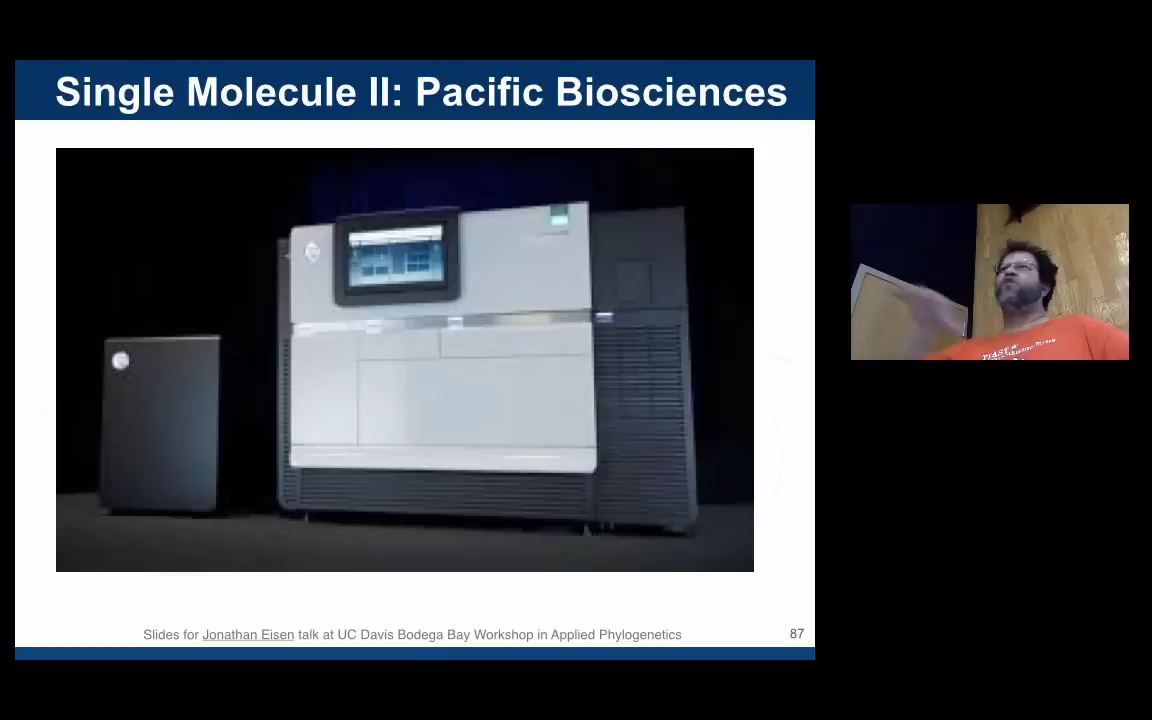 Single Molecule II: Pacific Biosciences
Slides for Jonathan Eisen talk at UC Davis Bodega Bay Workshop in Applied Phylogenetics
87